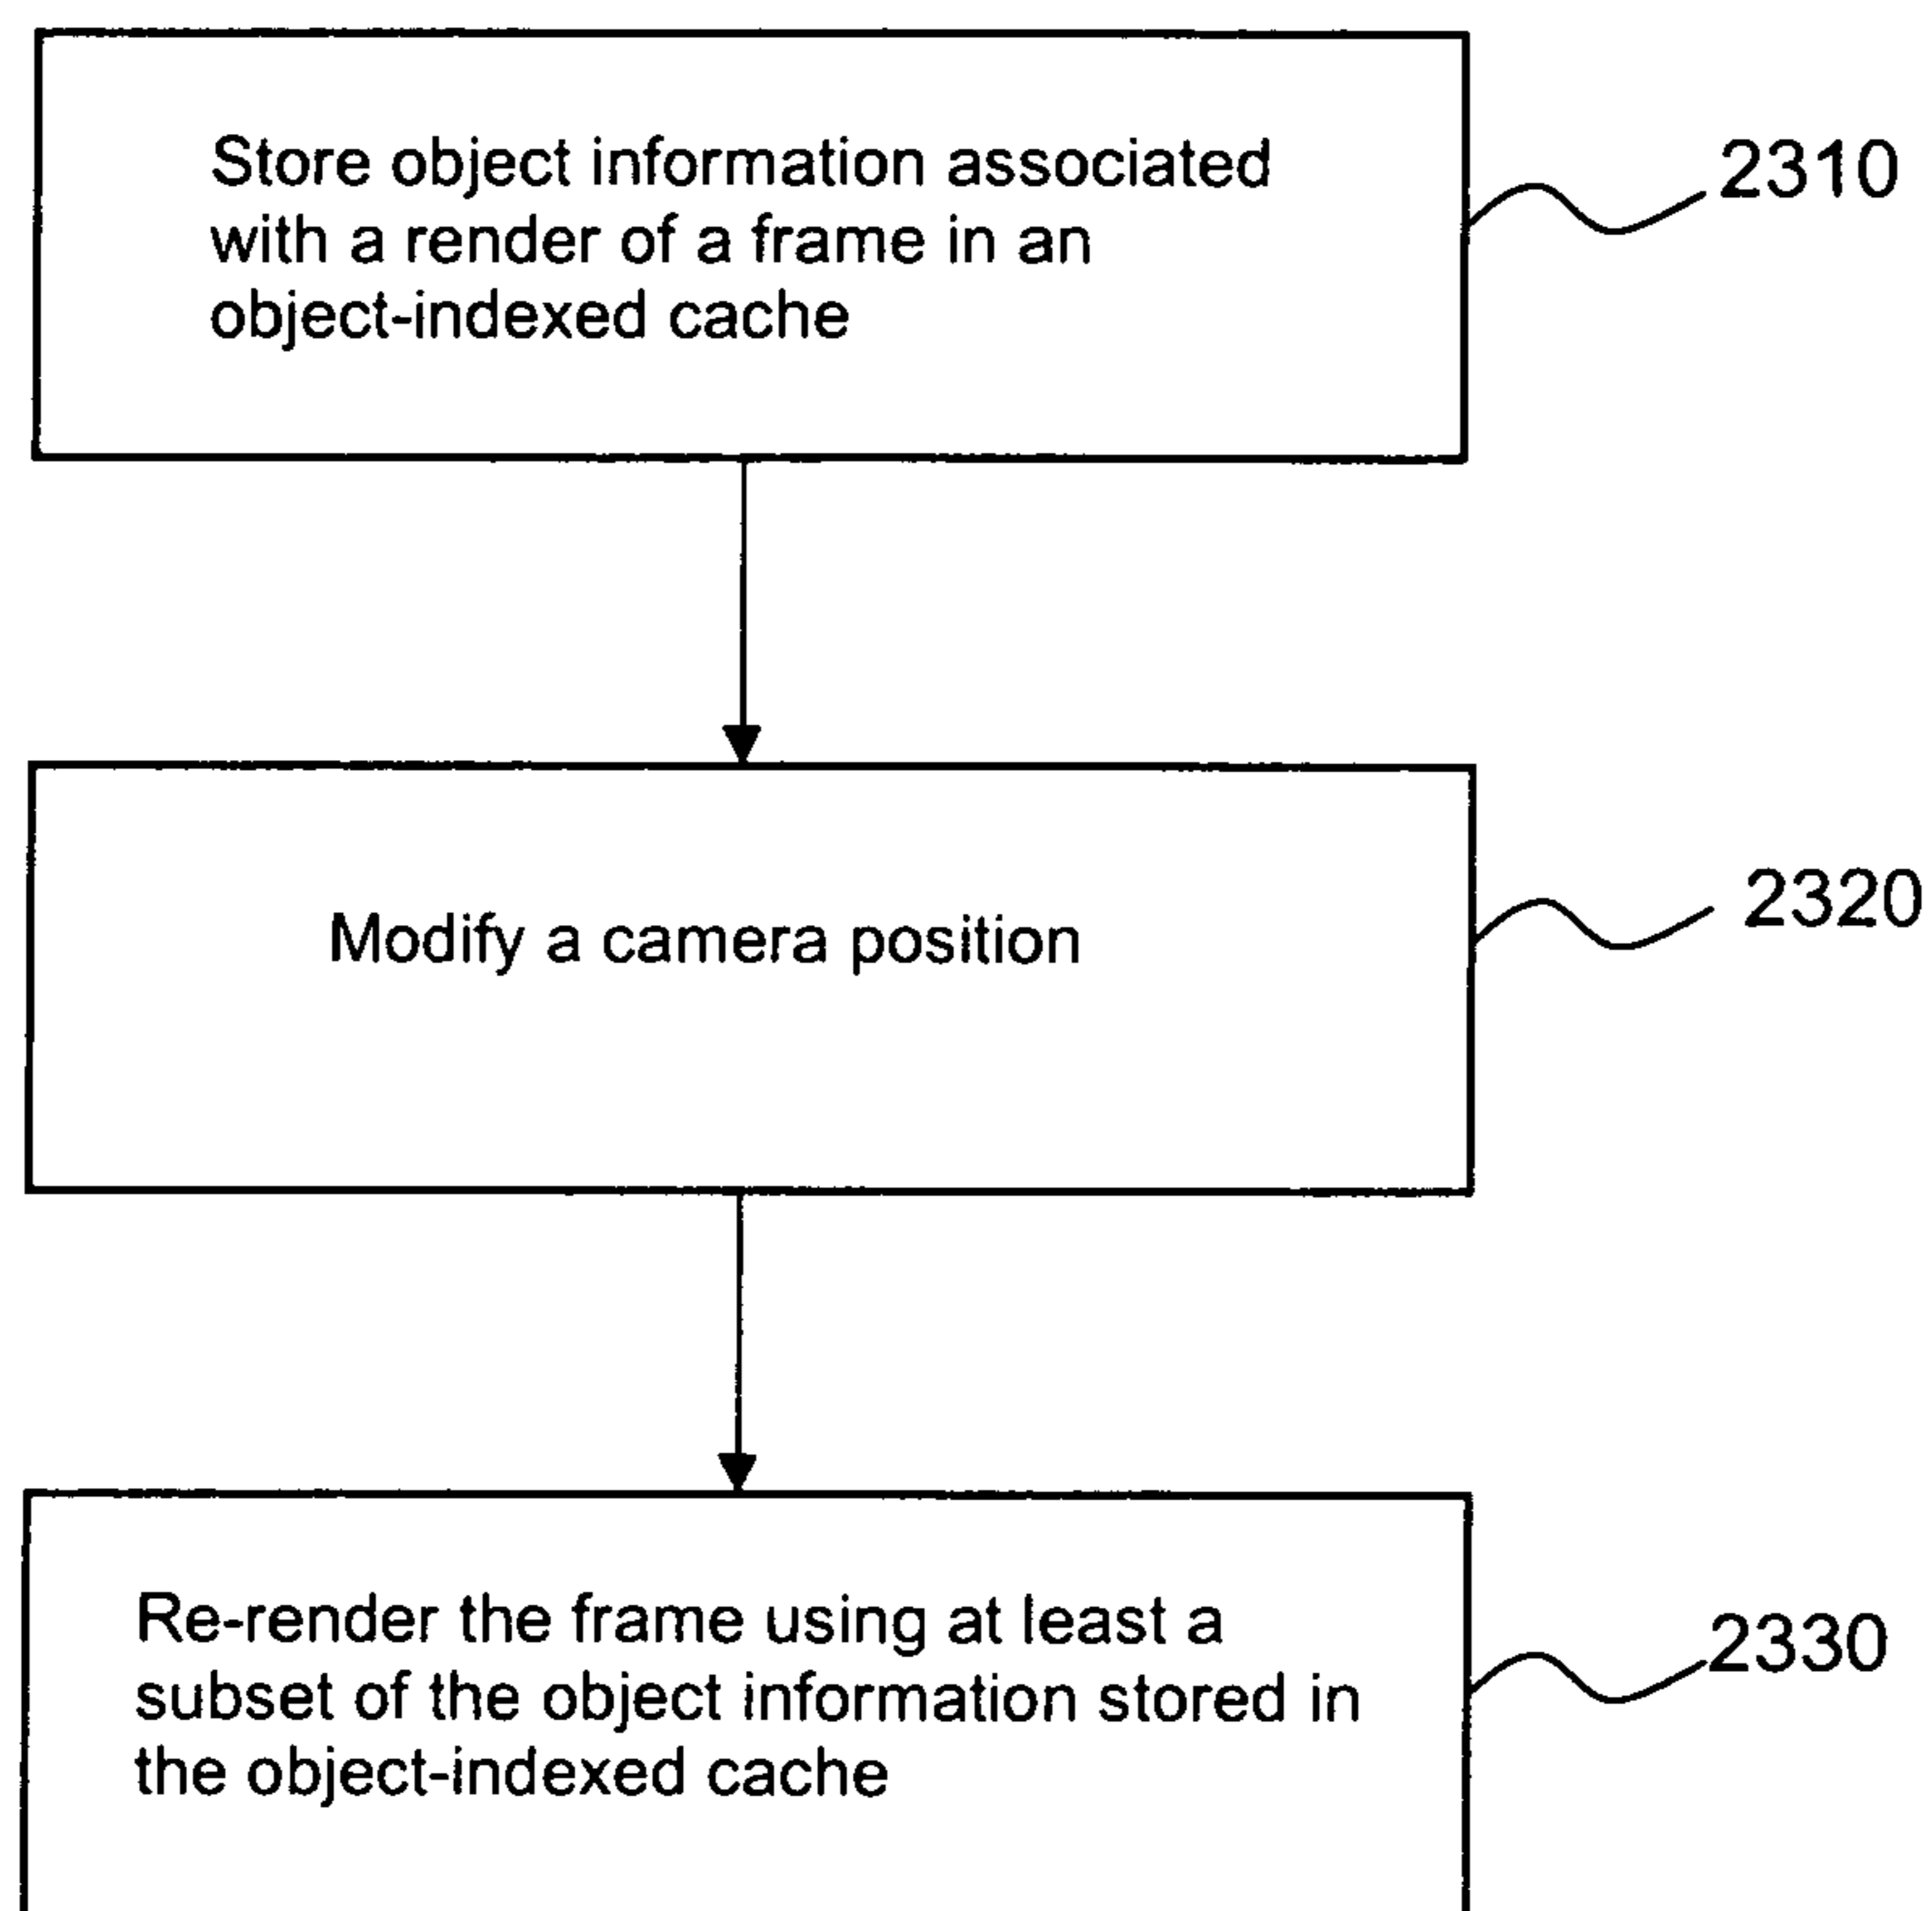 Store object information associated
with a render of a frame in an
object-indexed cache
2310
Modify a camera position
2320
Re-render the frame using at least a
subset of the object information stored in
the object-indexed cache
2330